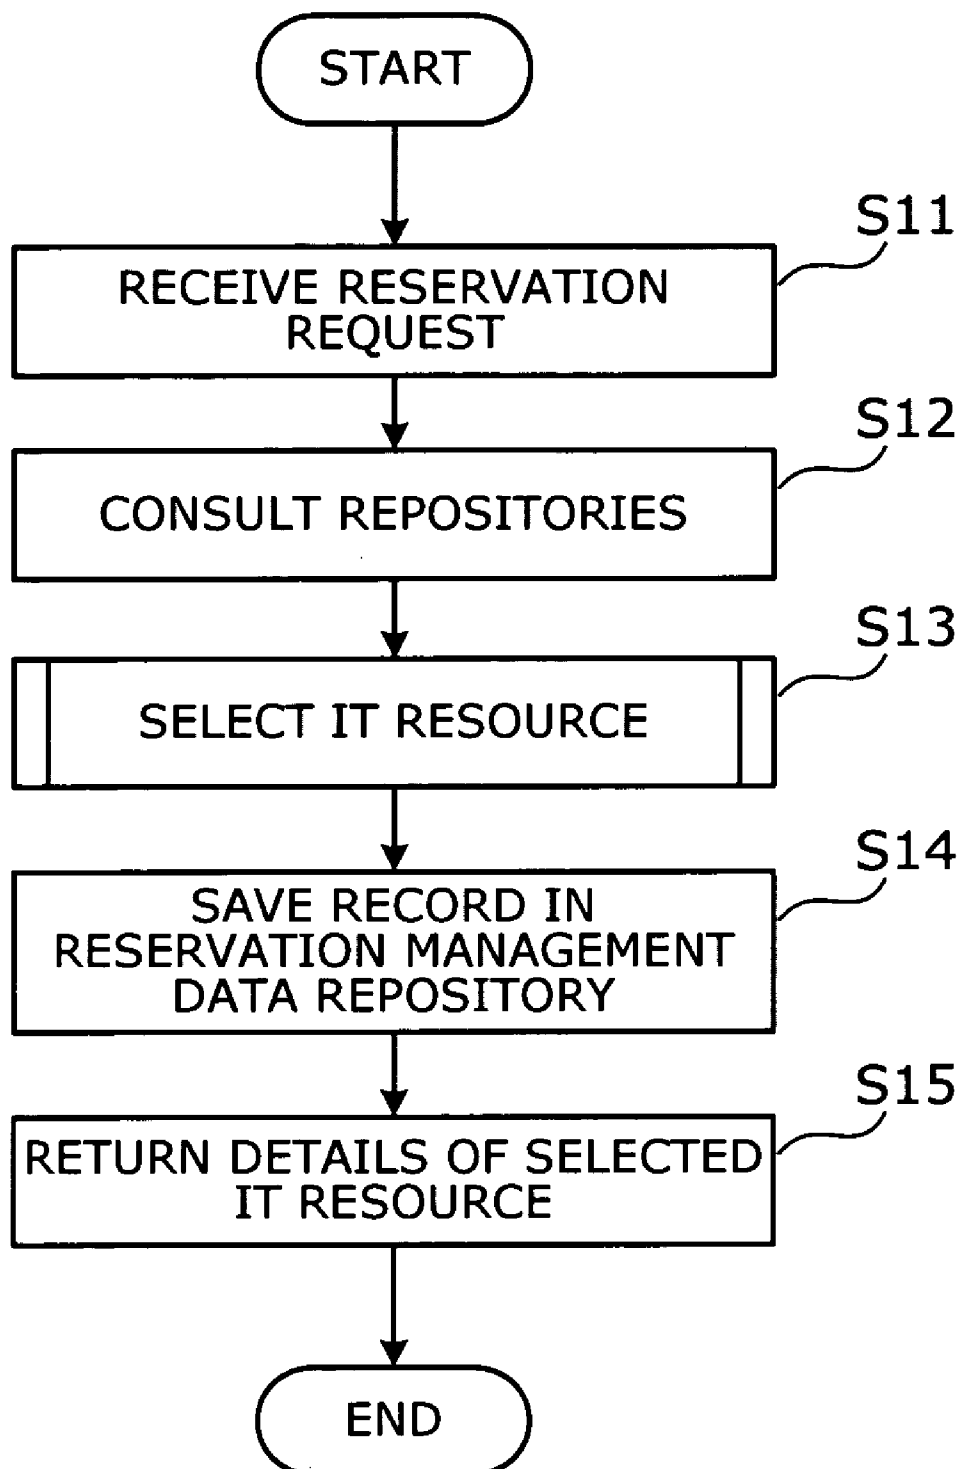 START
S11
RECEIVE RESERVATION
REQUEST
S12
CONSULT REPOSITORIES
S13
SELECT IT RESOURCE
S14
SAVE RECORD IN
RESERVATION MANAGEMENT
DATA REPOSITORY
S15
RETURN DETAILS OF SELECTED
IT RESOURCE
END